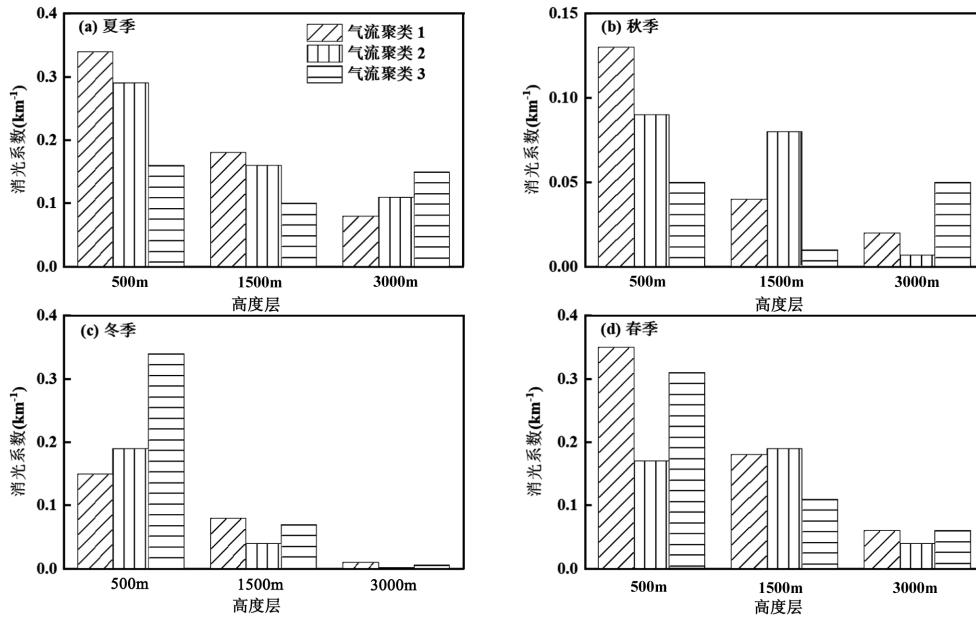 (a) 夏季
气流聚类 1
气流聚类 2
气流聚类 3
消光系数(km⁻¹)
0.4
0.3
0.2
0.1
0.0
500m
1500m
3000m
高度层
(b) 秋季
消光系数(km⁻¹)
0.15
0.10
0.05
0.00
500m
1500m
3000m
高度层
(c) 冬季
消光系数(km⁻¹)
0.4
0.3
0.2
0.1
0.0
500m
1500m
3000m
高度层
(d) 春季
消光系数(km⁻¹)
0.4
0.3
0.2
0.1
0.0
500m
1500m
3000m
高度层